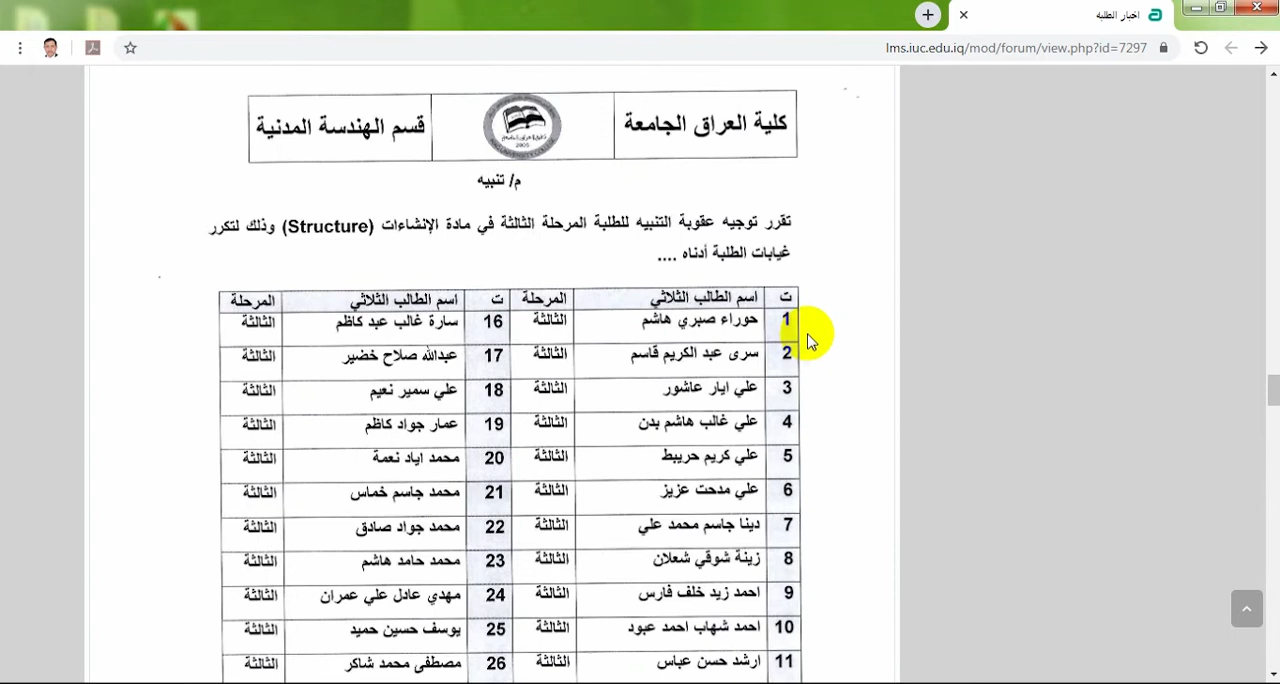 اخبار الطلبه
lms.iuc.edu.iq/mod/forum/view.php?id=7297
كلية العراق الجامعة
2005
قسم الهندسة المدنية
م/ تنبيه
تقرر توجيه عقوبة التنبيه للطلبة المرحلة الثالثة في مادة الإنشاءات (Structure) وذلك لتكرر
غيابات الطلبة أدناه ....
ت اسم الطالب الثلاثي المرحلة ت اسم الطالب الثلاثي المرحلة
1 حوراء صبري هاشم الثالثة 16 سارة غالب عبد كاظم الثالثة
2 سرى عبد الكريم قاسم الثالثة 17 عبدالله صلاح خضير الثالثة
3 علي ايار عاشور الثالثة 18 علي سمير نعيم الثالثة
4 علي غالب هاشم بدن الثالثة 19 عمار جواد كاظم الثالثة
5 علي كريم حريبط الثالثة 20 محمد اياد نعمة الثالثة
6 علي مدحت عزيز الثالثة 21 محمد جاسم خماس الثالثة
7 دينا جاسم محمد علي الثالثة 22 محمد جواد صادق الثالثة
8 زينة شوقي شعلان الثالثة 23 محمد حامد هاشم الثالثة
9 احمد زيد خلف فارس الثالثة 24 مهدي عادل علي عمران الثالثة
10 احمد شهاب احمد عبود الثالثة 25 يوسف حسين حميد الثالثة
11 ارشد حسن عباس الثالثة 26 مصطفى محمد شاكر الثالثة